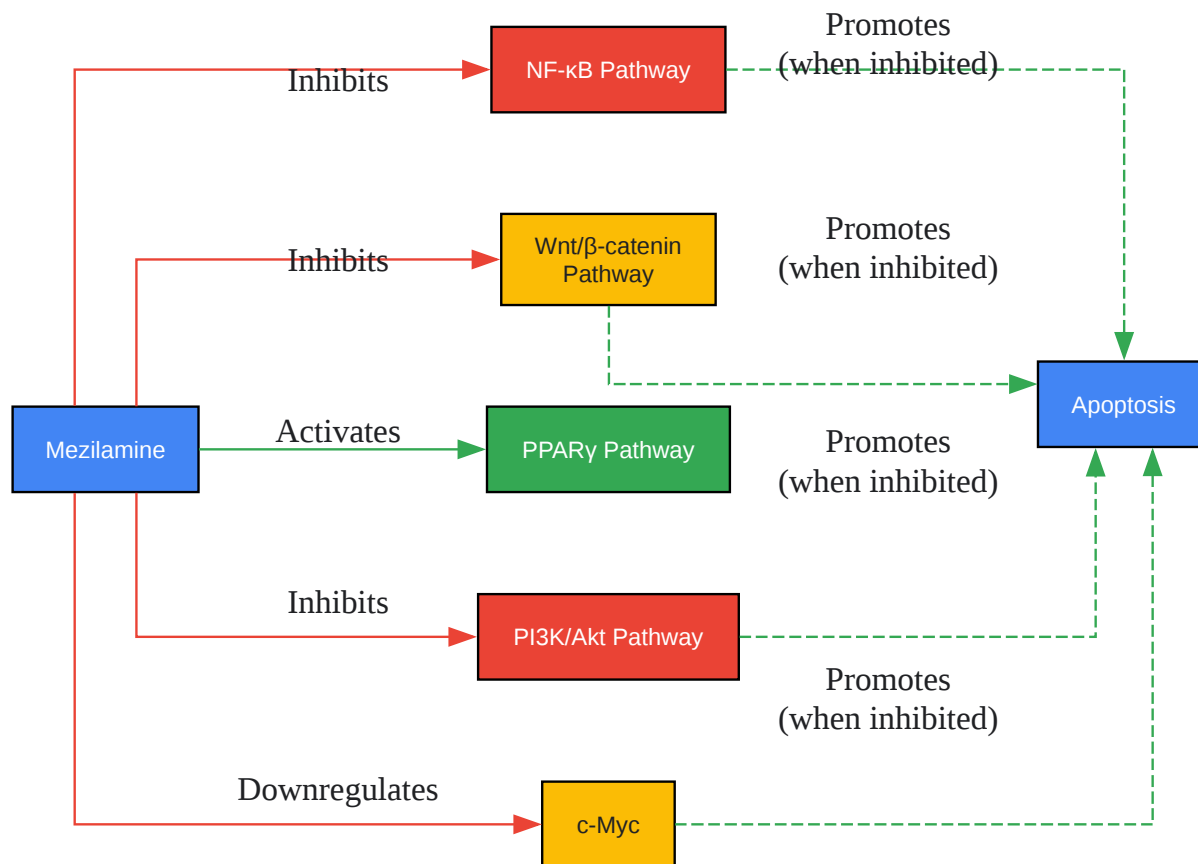 Promotes
(when inhibited)
NF-κB Pathway
Inhibits
Promotes
(when inhibited)
Wnt/β-catenin
Pathway
Inhibits
Apoptosis
Activates
Mezilamine
PPARγ Pathway
Promotes
(when inhibited)
Inhibits
PI3K/Akt Pathway
Promotes
(when inhibited)
Downregulates
c-Myc